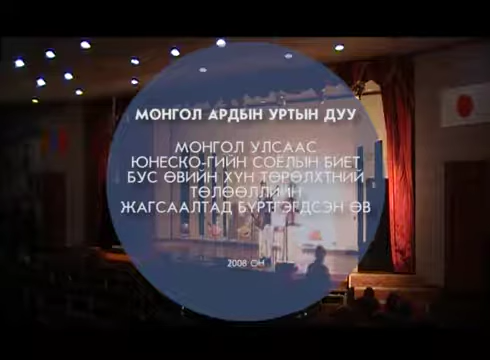 МОНГОЛ АРДЫН УРТЫН ДУУ
МОНГОЛ УЛСААС
ЮНЕСКО-ГИЙН СОЁЛЫН БИЕТ
БУС ӨВИЙН ХҮН ТӨРӨЛХТНИЙ
ТӨЛӨӨЛЛИЙН
ЖАГСААЛТАД БҮРТГЭГДСЭН ӨВ
2008 ОН